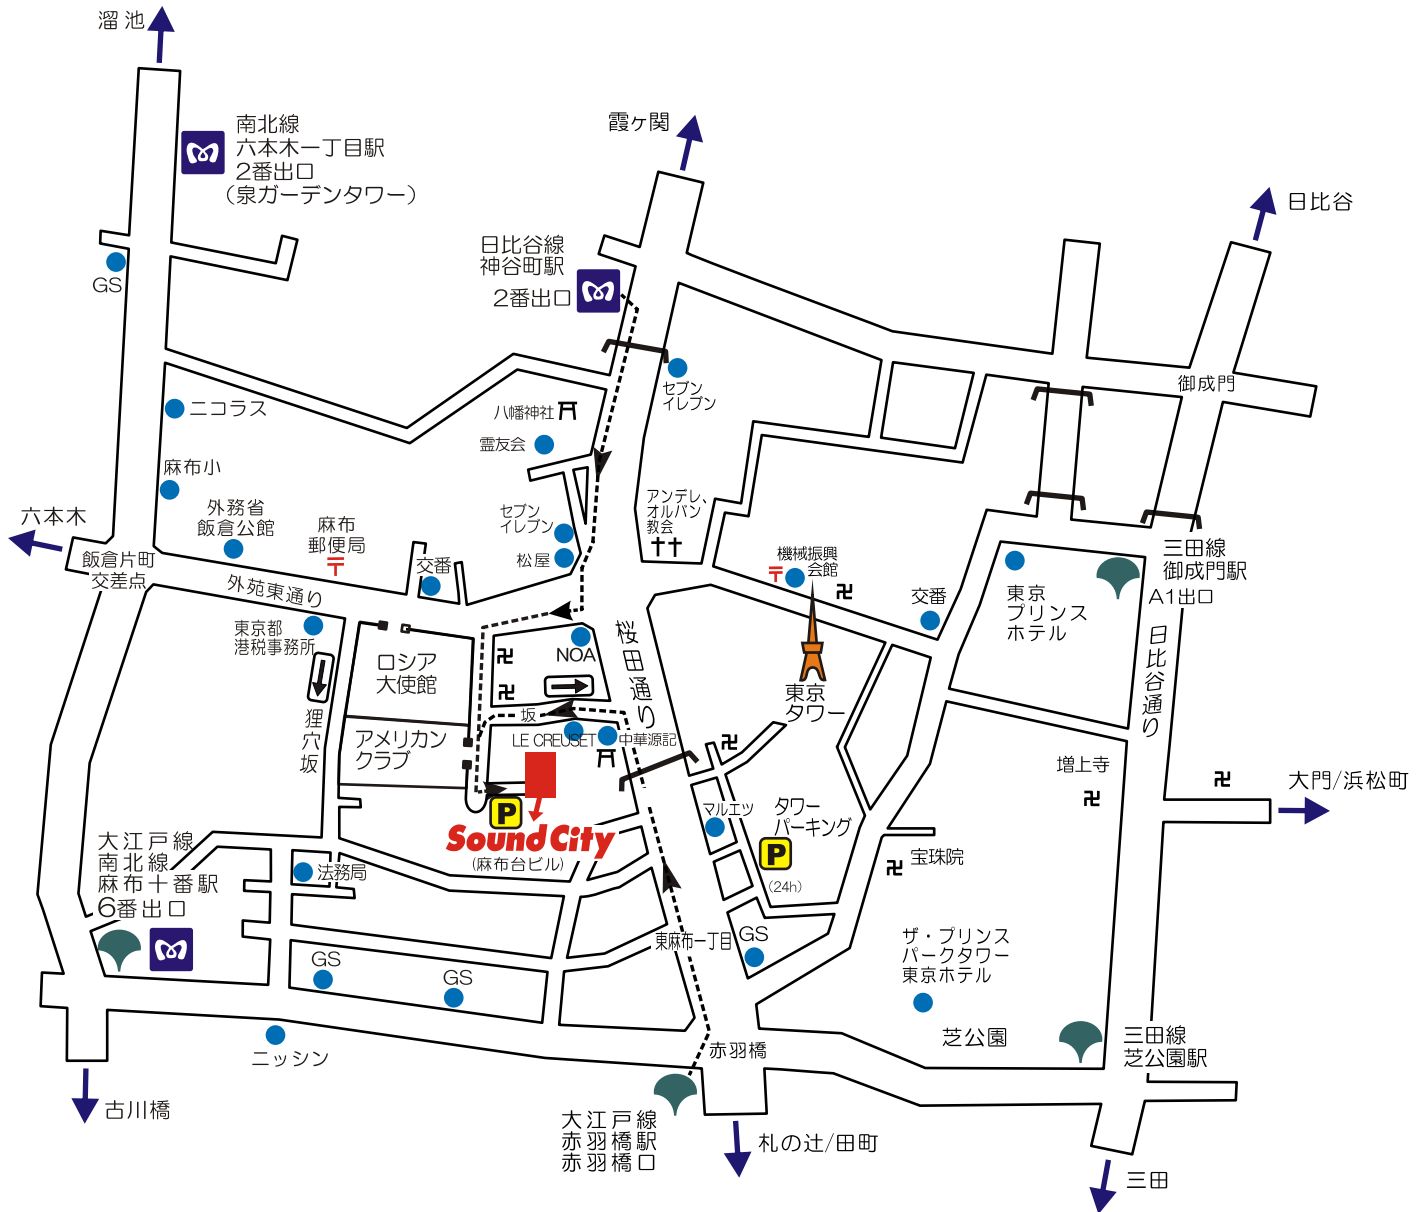 溜池
南北線
六本木一丁目駅
2番出口
（泉ガーデンタワー）
霞ヶ関
日比谷
日比谷線
神谷町駅
2番出口
GS
セブン
イレブン
御成門
ニコラス
八幡神社
霊友会
麻布小
外務省
飯倉公館
麻布
郵便局
〒
セブン
イレブン
松屋
アンデレ、
オルバン
教会
六本木
飯倉片町
交差点
外苑東通り
交番
機械振興
会館
〒
交番
東京
プリンス
ホテル
三田線
御成門駅
A1出口
東京都
港税事務所
ロシア
大使館
NOA
桜田通り
東京
タワー
日比谷通り
狸穴坂
アメリカン
クラブ
坂
LE CREUSET
中華源記
増上寺
大門/浜松町
P
Sound City
(麻布台ビル)
マルエツ
タワー
パーキング
P
(24h)
宝珠院
大江戸線
南北線
麻布十番駅
6番出口
法務局
東麻布一丁目
GS
GS
GS
ザ・プリンス
パークタワー
東京ホテル
芝公園
三田線
芝公園駅
ニッシン
赤羽橋
古川橋
大江戸線
赤羽橋駅
赤羽橋口
札の辻/田町
三田